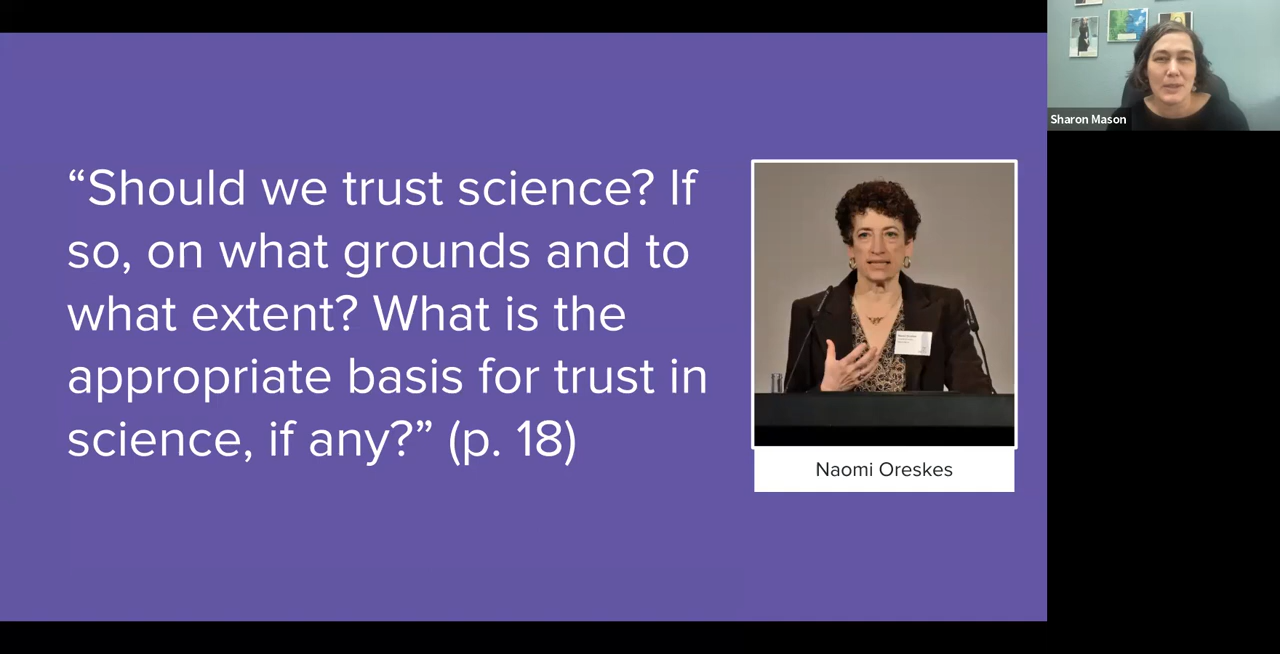 “Should we trust science? If
so, on what grounds and to
what extent? What is the
appropriate basis for trust in
science, if any?” (p. 18)
Naomi Oreskes
Sharon Mason